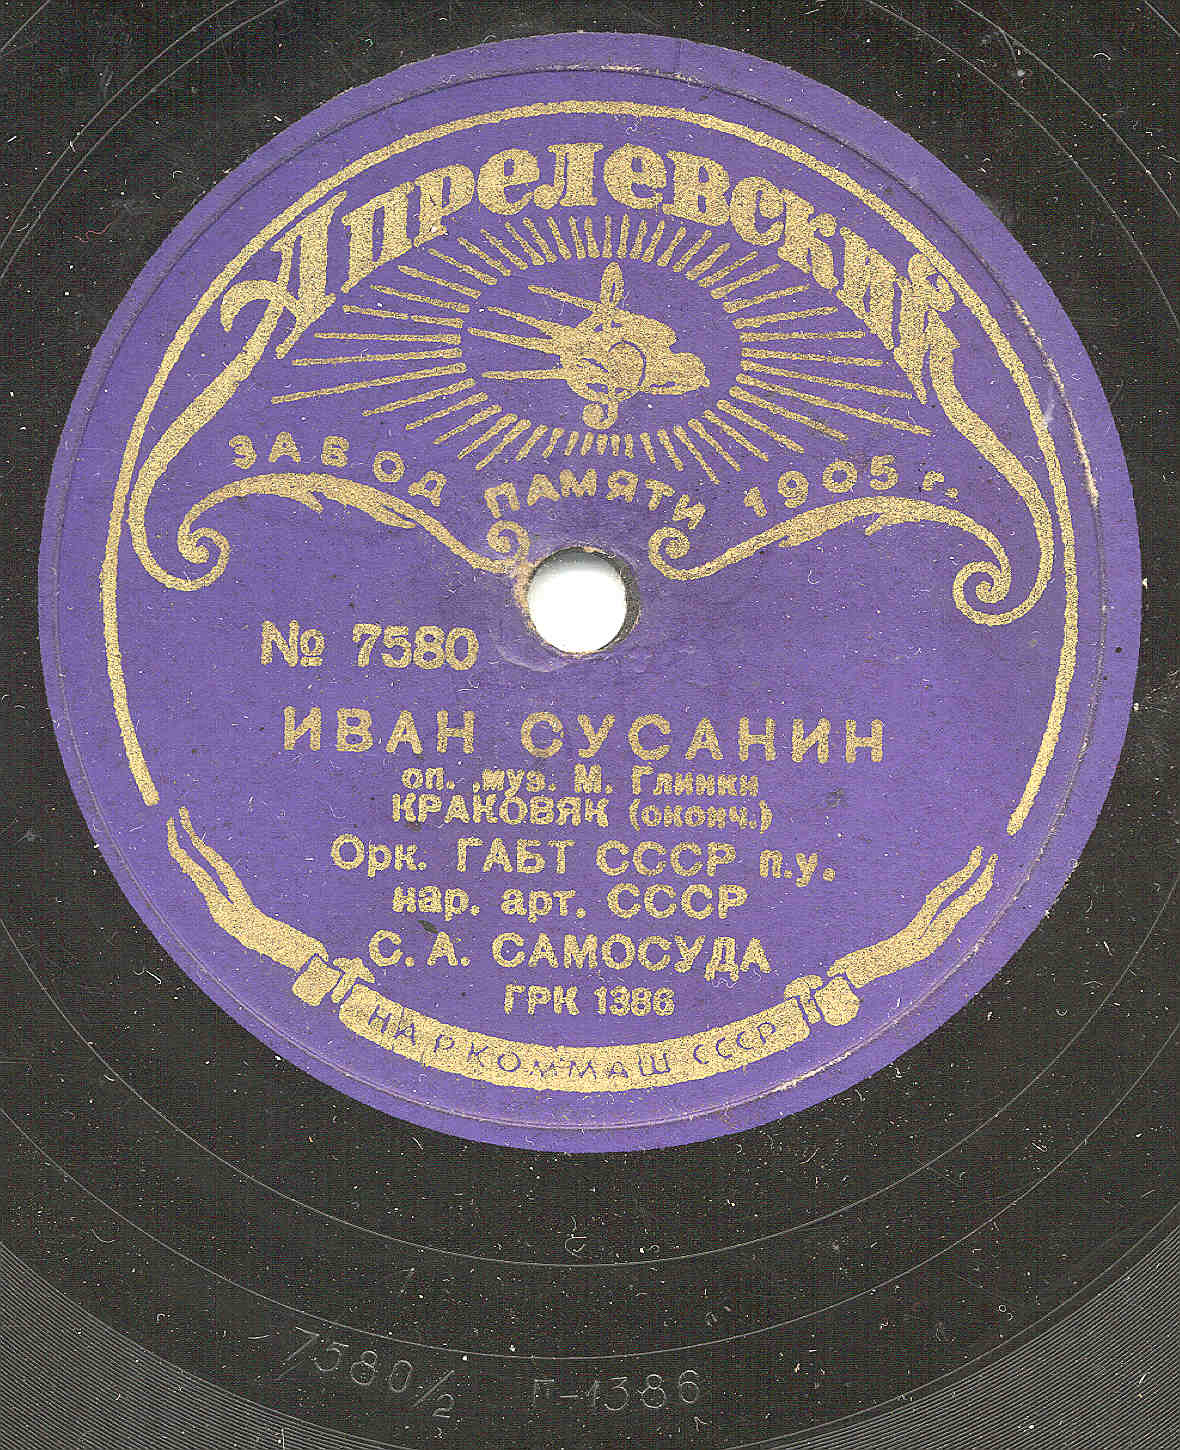 Апрелевский
ЗАВОД ПАМЯТИ 1905 г.
№ 7580
ИВАН СУСАНИН
оп. муз. М. Глинки
КРАКОВЯК (оконч.)
Орк. ГАБТ СССР п.у.
нар. арт. СССР
С. А. САМОСУДА
ГРК 1386
НАРКОММАШ СССР
7580/2 П-1386